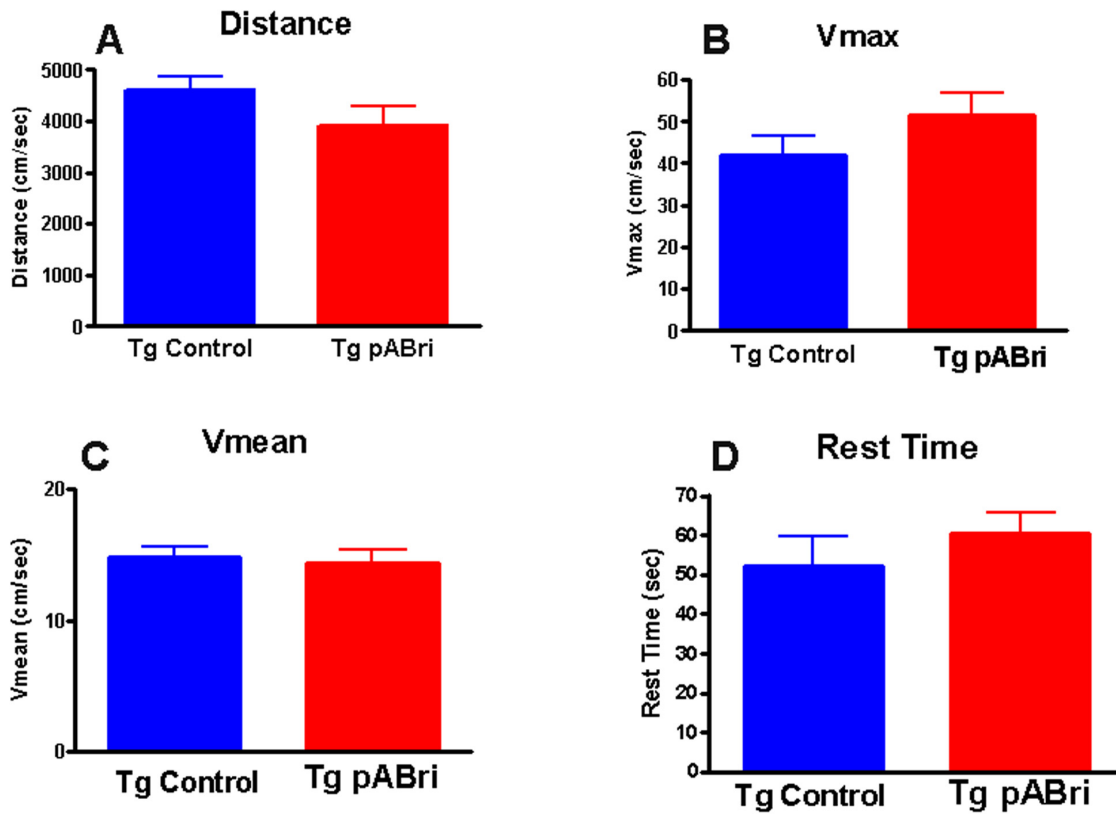 A
Distance
Distance (cm/sec)
5000
4000
3000
2000
1000
0
Tg Control
Tg pABri
B
Vmax
Vmax (cm/sec)
60
50
40
30
20
10
0
Tg Control
Tg pABri
C
Vmean
Vmean (cm/sec)
20
10
0
Tg Control
Tg pABri
D
Rest Time
Rest Time (sec)
70
60
50
40
30
20
10
0
Tg Control
Tg pABri